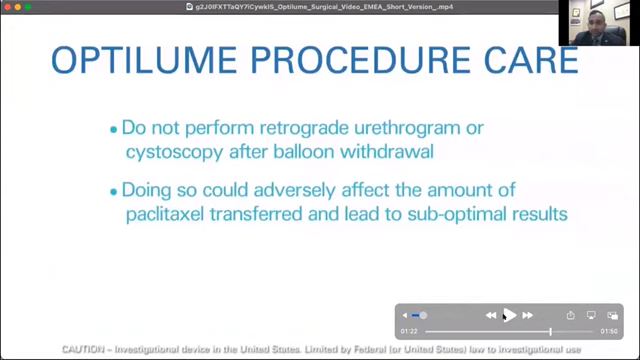 g2J0IFXTTaQY7iCywkIS_Optilume_Surgical_Video_EMEA_Short_Version_.mp4
OPTILUME PROCEDURE CARE
• Do not perform retrograde urethrogram or
cystoscopy after balloon withdrawal
• Doing so could adversely affect the amount of
paclitaxel transferred and lead to sub-optimal results
01:22
01:50
CAUTION – Investigational device in the United States. Limited by Federal (or United States) law to investigational use